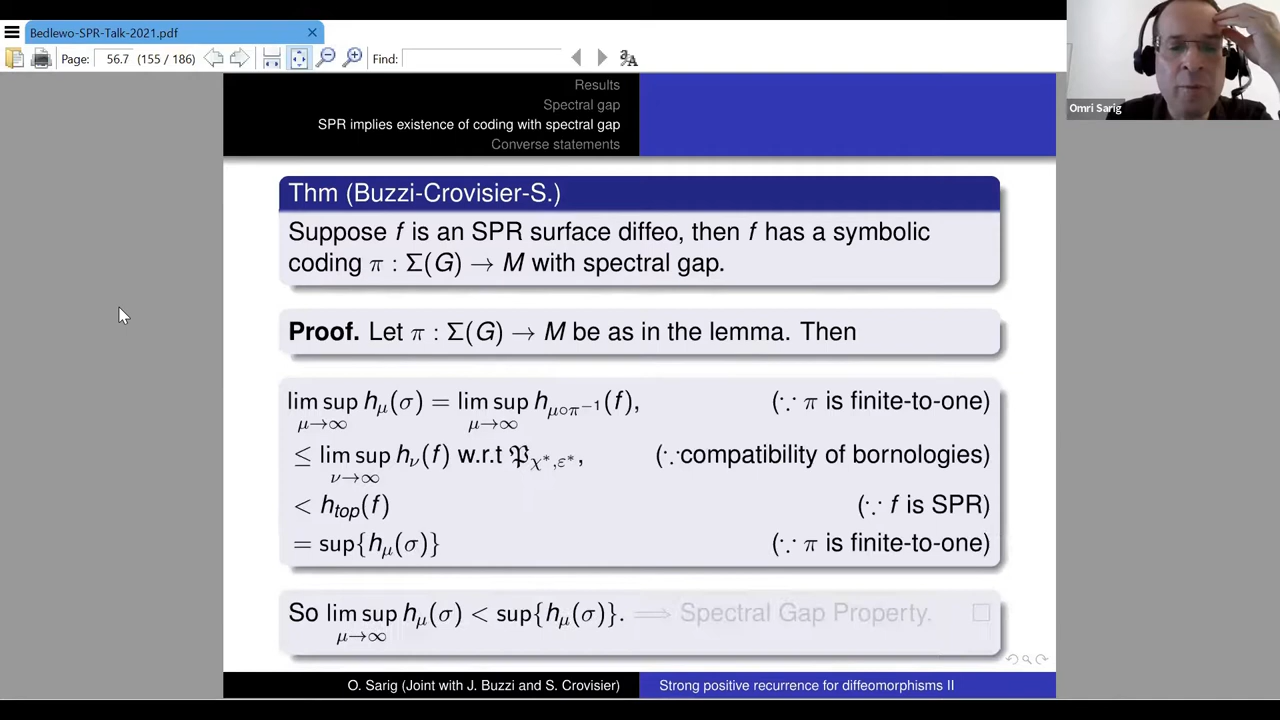 Bedlewo-SPR-Talk-2021.pdf
Page: 56.7 (155 / 186) Find:
Omri Sarig
Results
Spectral gap
SPR implies existence of coding with spectral gap
Converse statements
Thm (Buzzi-Crovisier-S.)
Suppose f is an SPR surface diffeo, then f has a symbolic
coding π : Σ(G) → M with spectral gap.
Proof. Let π : Σ(G) → M be as in the lemma. Then
lim sup h_μ(σ) = lim sup h_{μ∘π⁻¹}(f), (∵ π is finite-to-one)
μ→∞ μ→∞
≤ lim sup h_ν(f) w.r.t 𝔓_{χ*,ε*}, (∵compatibility of bornologies)
ν→∞
< h_top(f) (∵ f is SPR)
= sup{h_μ(σ)} (∵ π is finite-to-one)
So lim sup h_μ(σ) < sup{h_μ(σ)}. ⟹ Spectral Gap Property. □
μ→∞
O. Sarig (Joint with J. Buzzi and S. Crovisier) Strong positive recurrence for diffeomorphisms II